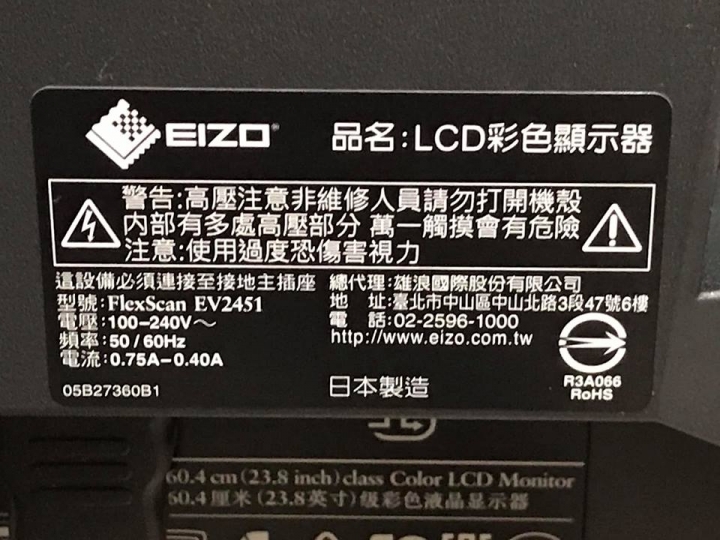 EIZO 品名:LCD彩色顯示器
警告:高壓注意非維修人員請勿打開機殼
內部有多處高壓部分 萬一觸摸會有危險
注意:使用過度恐傷害視力
這設備必須連接至接地主插座
型號:FlexScan EV2451
電壓:100-240V～
頻率:50/60Hz
電流:0.75A-0.40A
05B27360B1
總代理:雄浪國際股份有限公司
地 址:臺北市中山區中山北路3段47號6樓
電 話:02-2596-1000
http://www.eizo.com.tw
日本製造
R3A066
RoHS
60.4 cm (23.8 inch) class Color LCD Monitor
60.4 厘米 (23.8英寸) 级彩色液晶显示器